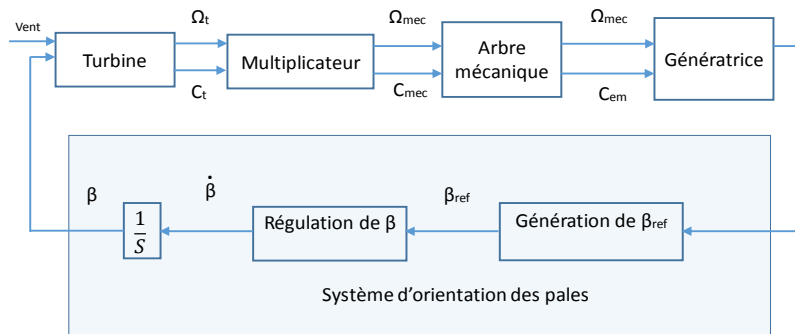 Vent
Turbine
Ωt
Ct
Multiplicateur
Ωmec
Cmec
Arbre
mécanique
Ωmec
Cem
Génératrice
β
1
S
β̇
Régulation de β
βref
Génération de βref
Système d'orientation des pales